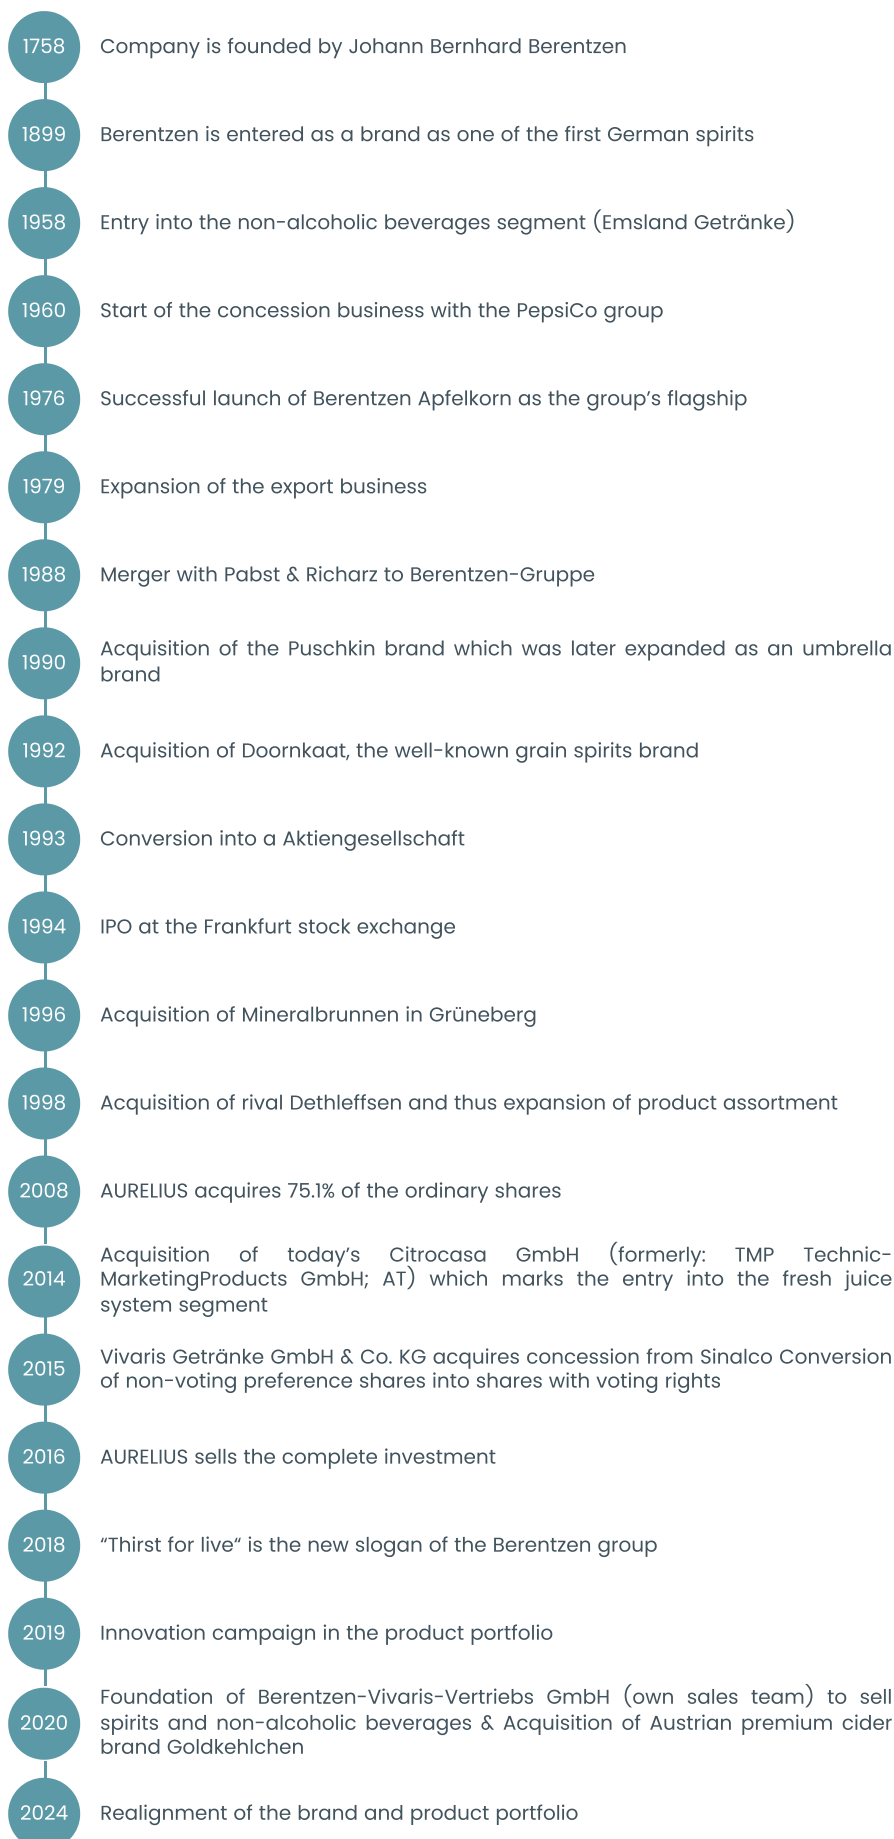 1758
Company is founded by Johann Bernhard Berentzen
1899
Berentzen is entered as a brand as one of the first German spirits
1958
Entry into the non-alcoholic beverages segment (Emsland Getränke)
1960
Start of the concession business with the PepsiCo group
1976
Successful launch of Berentzen Apfelkorn as the group’s flagship
1979
Expansion of the export business
1988
Merger with Pabst & Richarz to Berentzen-Gruppe
1990
Acquisition of the Puschkin brand which was later expanded as an umbrella
brand
1992
Acquisition of Doornkaat, the well-known grain spirits brand
1993
Conversion into a Aktiengesellschaft
1994
IPO at the Frankfurt stock exchange
1996
Acquisition of Mineralbrunnen in Grüneberg
1998
Acquisition of rival Dethleffsen and thus expansion of product assortment
2008
AURELIUS acquires 75.1% of the ordinary shares
2014
Acquisition of today’s Citrocasa GmbH (formerly: TMP Technic-
MarketingProducts GmbH; AT) which marks the entry into the fresh juice
system segment
2015
Vivaris Getränke GmbH & Co. KG acquires concession from Sinalco Conversion
of non-voting preference shares into shares with voting rights
2016
AURELIUS sells the complete investment
2018
“Thirst for live“ is the new slogan of the Berentzen group
2019
Innovation campaign in the product portfolio
2020
Foundation of Berentzen-Vivaris-Vertriebs GmbH (own sales team) to sell
spirits and non-alcoholic beverages & Acquisition of Austrian premium cider
brand Goldkehlchen
2024
Realignment of the brand and product portfolio